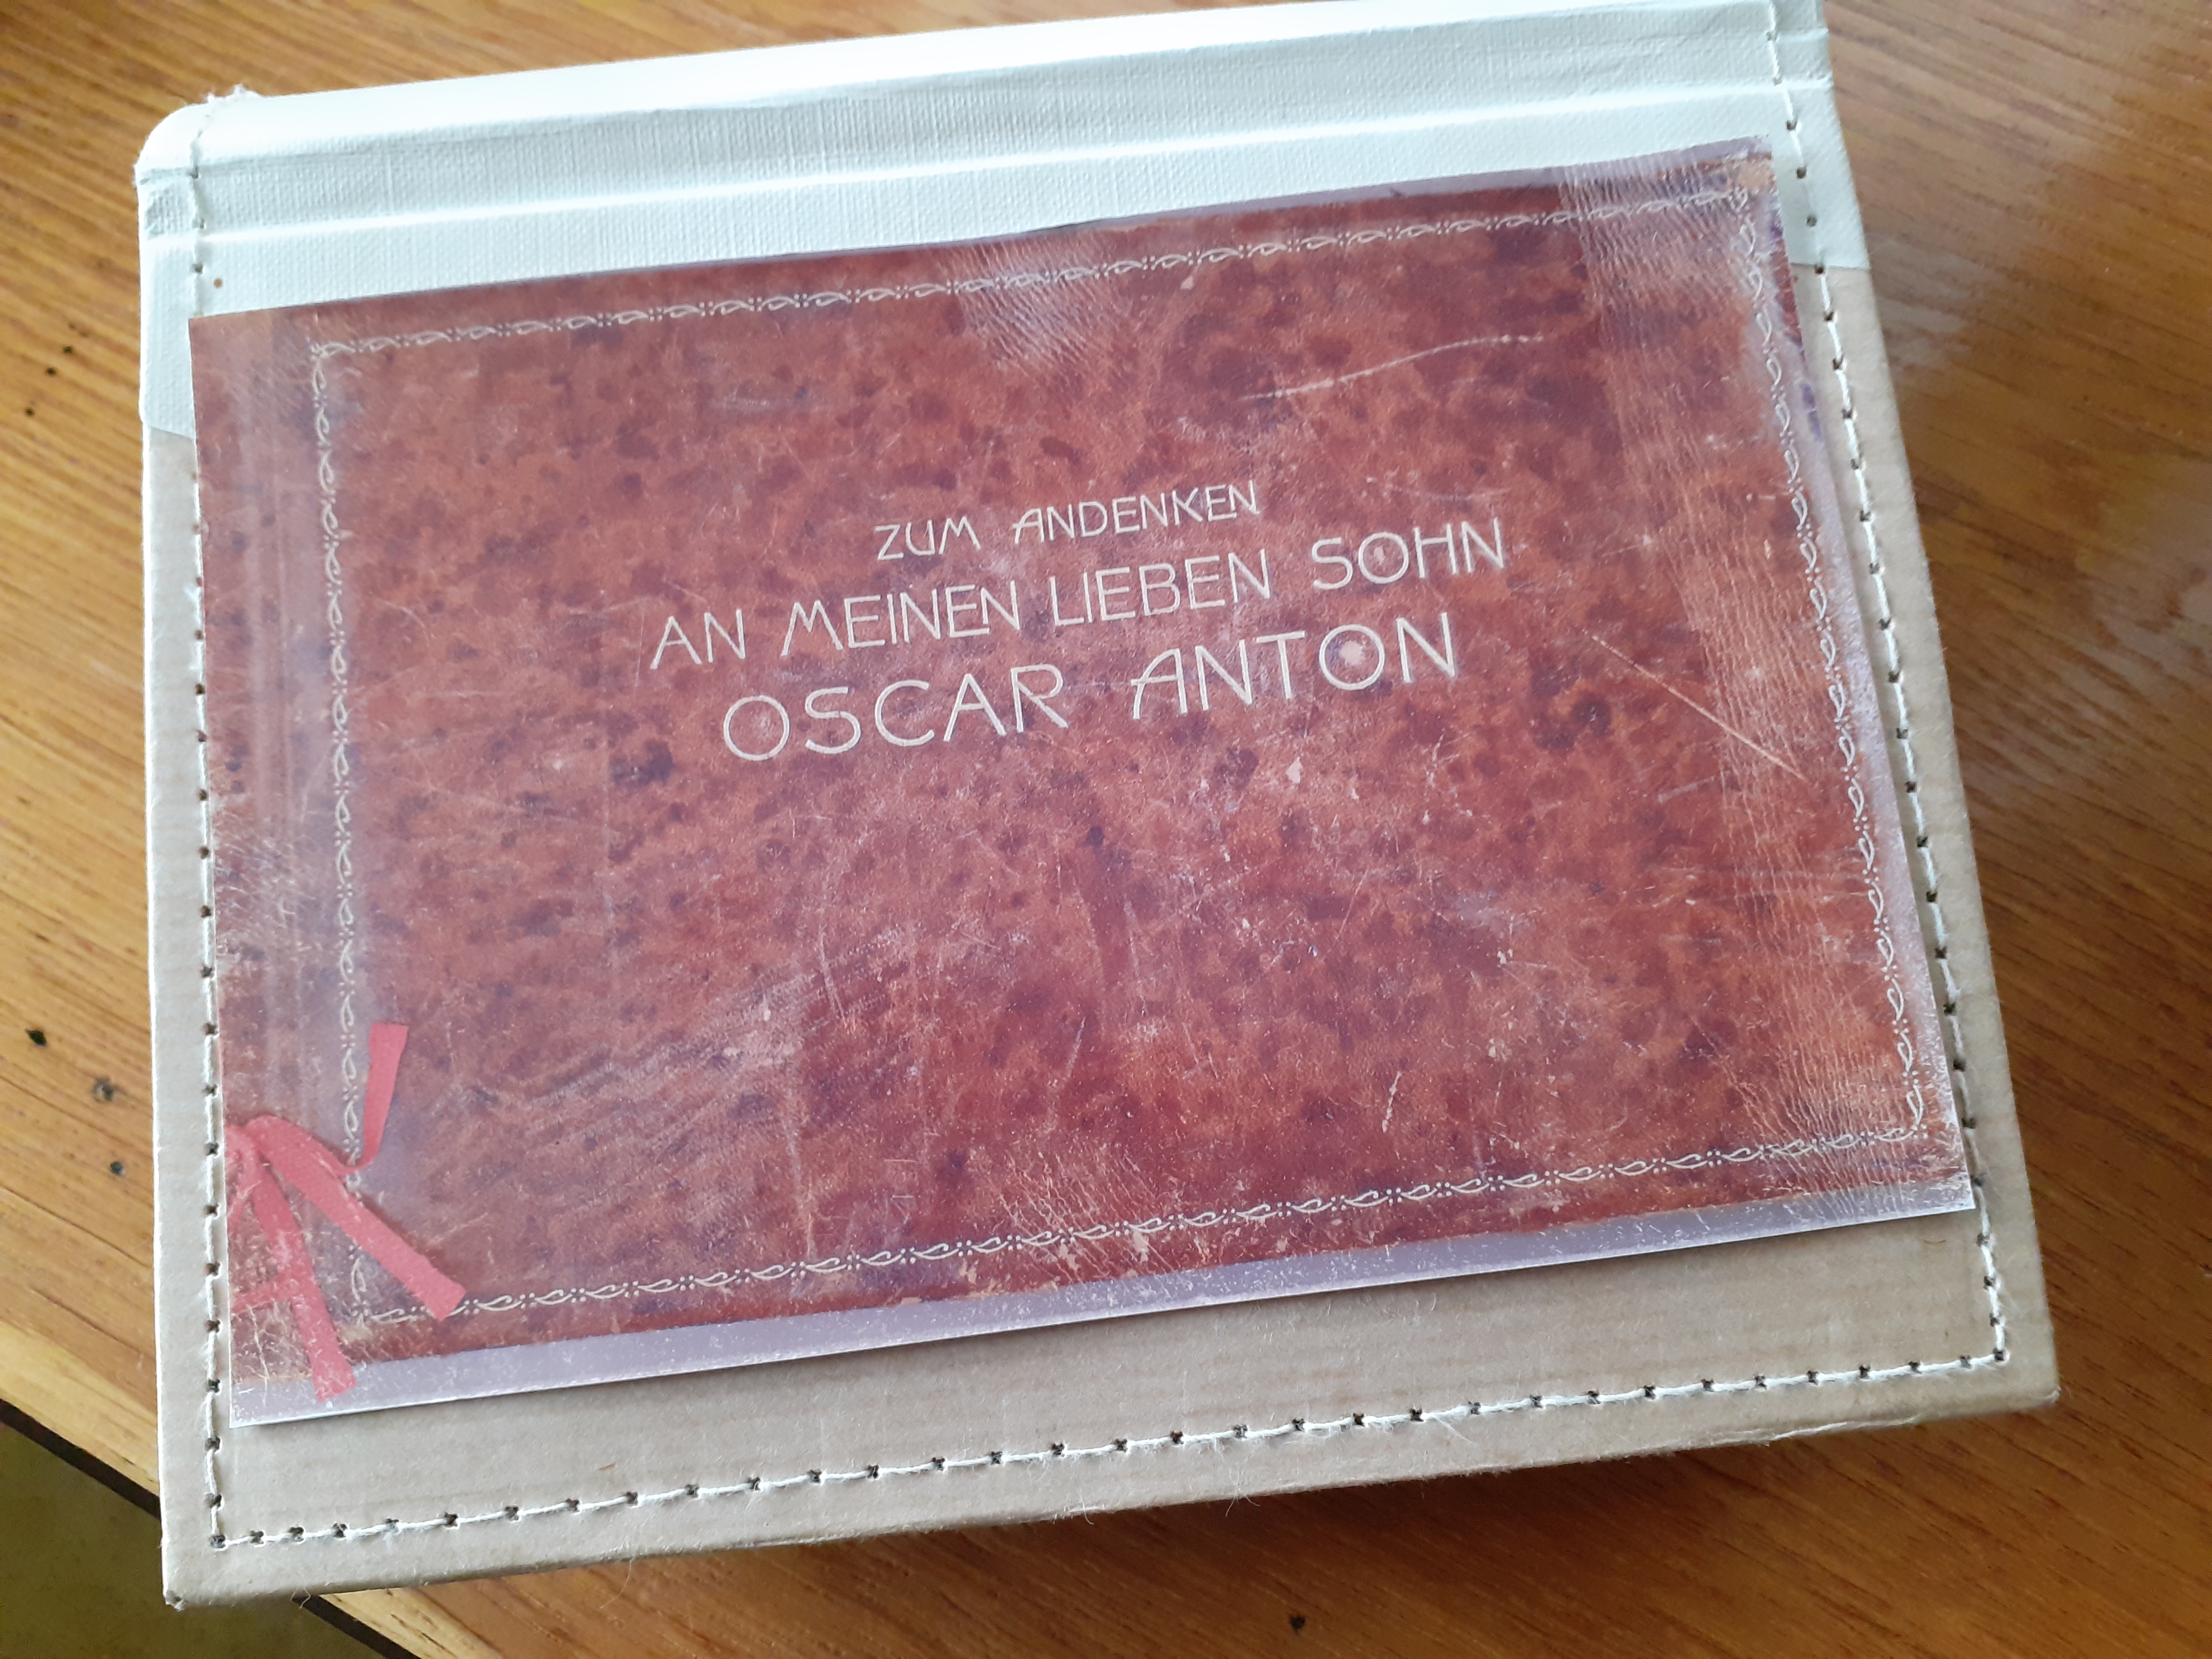 ZUM ANDENKEN
AN MEINEN LIEBEN SOHN
OSCAR ANTON